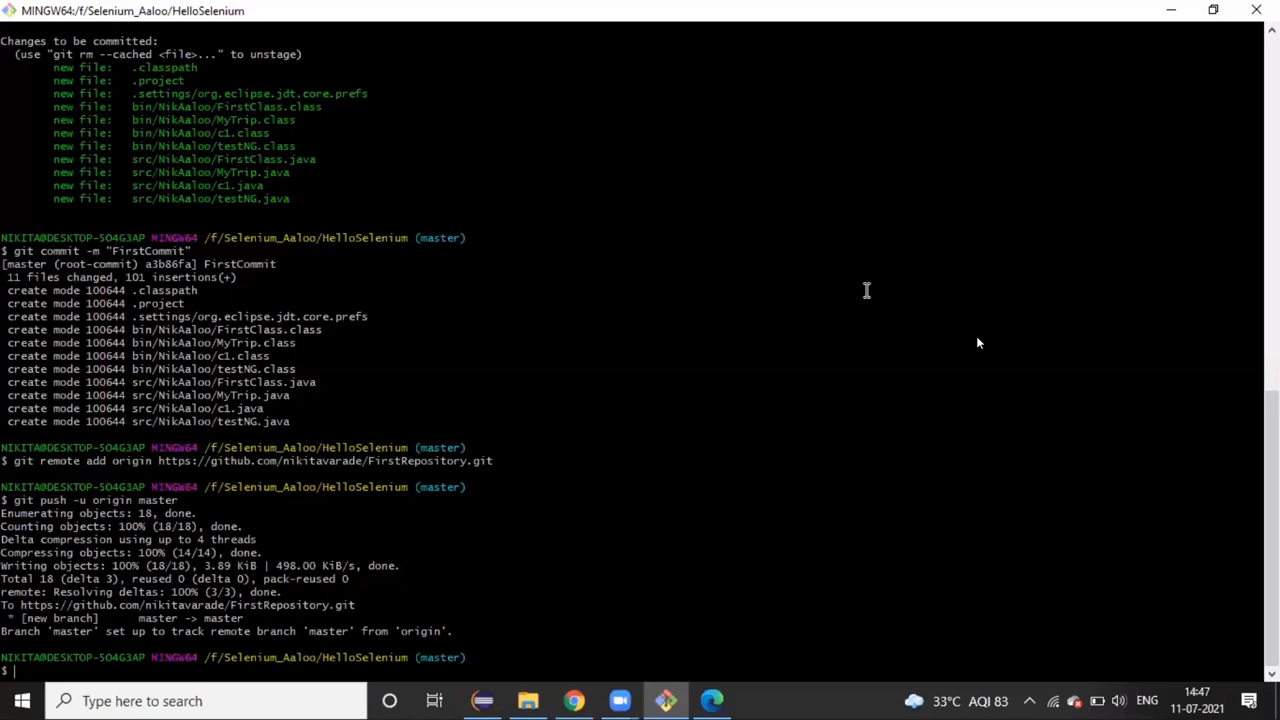 MINGW64:/f/Selenium_Aaloo/HelloSelenium
Changes to be committed:
(use "git rm --cached <file>..." to unstage)
new file: .classpath
new file: .project
new file: .settings/org.eclipse.jdt.core.prefs
new file: bin/NikAaloo/FirstClass.class
new file: bin/NikAaloo/MyTrip.class
new file: bin/NikAaloo/c1.class
new file: bin/NikAaloo/testNG.class
new file: src/NikAaloo/FirstClass.java
new file: src/NikAaloo/MyTrip.java
new file: src/NikAaloo/c1.java
new file: src/NikAaloo/testNG.java
NIKITA@DESKTOP-5O4G3AP MINGW64 /f/Selenium_Aaloo/HelloSelenium (master)
$ git commit -m "FirstCommit"
[master (root-commit) a3b86fa] FirstCommit
11 files changed, 101 insertions(+)
create mode 100644 .classpath
create mode 100644 .project
create mode 100644 .settings/org.eclipse.jdt.core.prefs
create mode 100644 bin/NikAaloo/FirstClass.class
create mode 100644 bin/NikAaloo/MyTrip.class
create mode 100644 bin/NikAaloo/c1.class
create mode 100644 bin/NikAaloo/testNG.class
create mode 100644 src/NikAaloo/FirstClass.java
create mode 100644 src/NikAaloo/MyTrip.java
create mode 100644 src/NikAaloo/c1.java
create mode 100644 src/NikAaloo/testNG.java
NIKITA@DESKTOP-5O4G3AP MINGW64 /f/Selenium_Aaloo/HelloSelenium (master)
$ git remote add origin https://github.com/nikitavarade/FirstRepository.git
NIKITA@DESKTOP-5O4G3AP MINGW64 /f/Selenium_Aaloo/HelloSelenium (master)
$ git push -u origin master
Enumerating objects: 18, done.
Counting objects: 100% (18/18), done.
Delta compression using up to 4 threads
Compressing objects: 100% (14/14), done.
Writing objects: 100% (18/18), 3.89 KiB | 498.00 KiB/s, done.
Total 18 (delta 3), reused 0 (delta 0), pack-reused 0
remote: Resolving deltas: 100% (3/3), done.
To https://github.com/nikitavarade/FirstRepository.git
* [new branch] master -> master
Branch 'master' set up to track remote branch 'master' from 'origin'.
NIKITA@DESKTOP-5O4G3AP MINGW64 /f/Selenium_Aaloo/HelloSelenium (master)
$
Type here to search
33°C AQI 83
ENG
14:47
11-07-2021